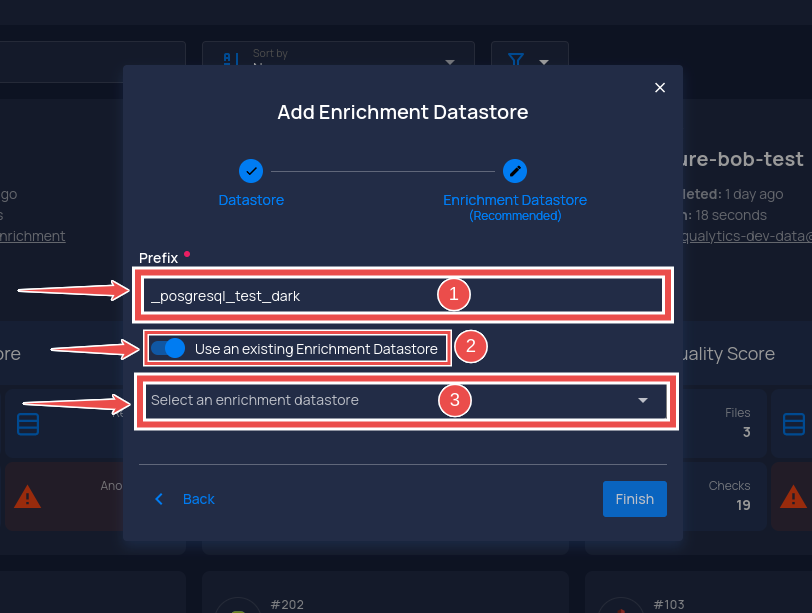 Sort by
Add Enrichment Datastore
ure-bob-test
Datastore
Enrichment Datastore
(Recommended)
ago
leted: 1 day ago
n: 18 seconds
nrichment
qualytics-dev-data@
Prefix
_posgresql_test_dark
1
Use an existing Enrichment Datastore
2
ore
uality Score
Select an enrichment datastore
3
Files
3
Ano
Checks
19
Back
Finish
#202
#103